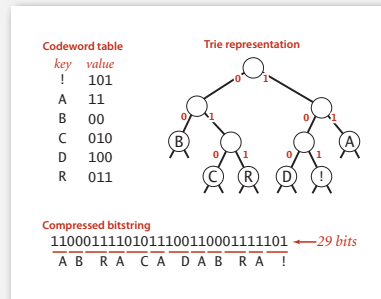 Codeword table
key value
! 101
A 11
B 00
C 010
D 100
R 011
Trie representation
0 1
0 1 0 1
B A
0 1 0 1
C R D !
Compressed bitstring
11000111101011100110001111101 29 bits
A B R A C A D A B R A !